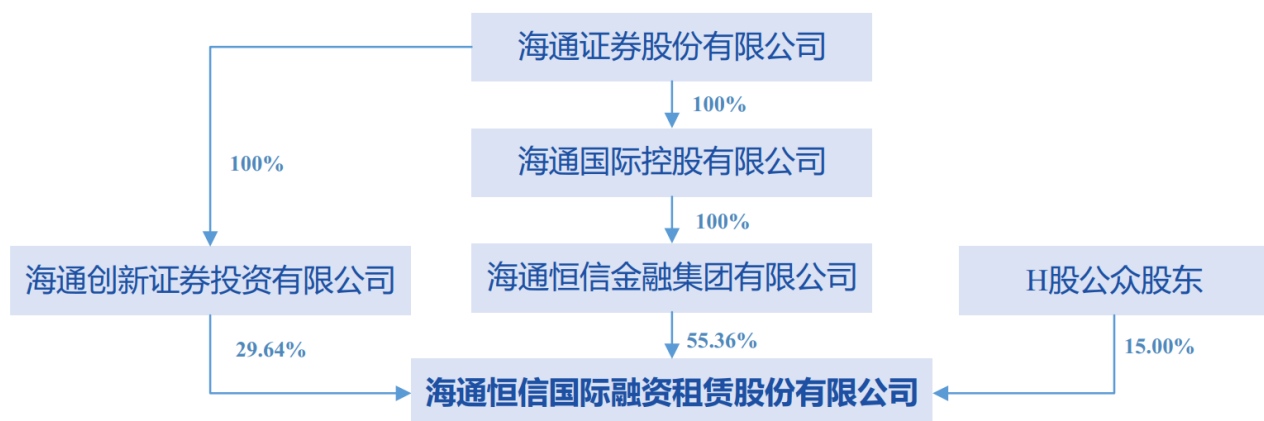 海通证券股份有限公司
100%
海通国际控股有限公司
100%
100%
海通创新证券投资有限公司
海通恒信金融集团有限公司
H股公众股东
29.64%
55.36%
15.00%
海通恒信国际融资租赁股份有限公司